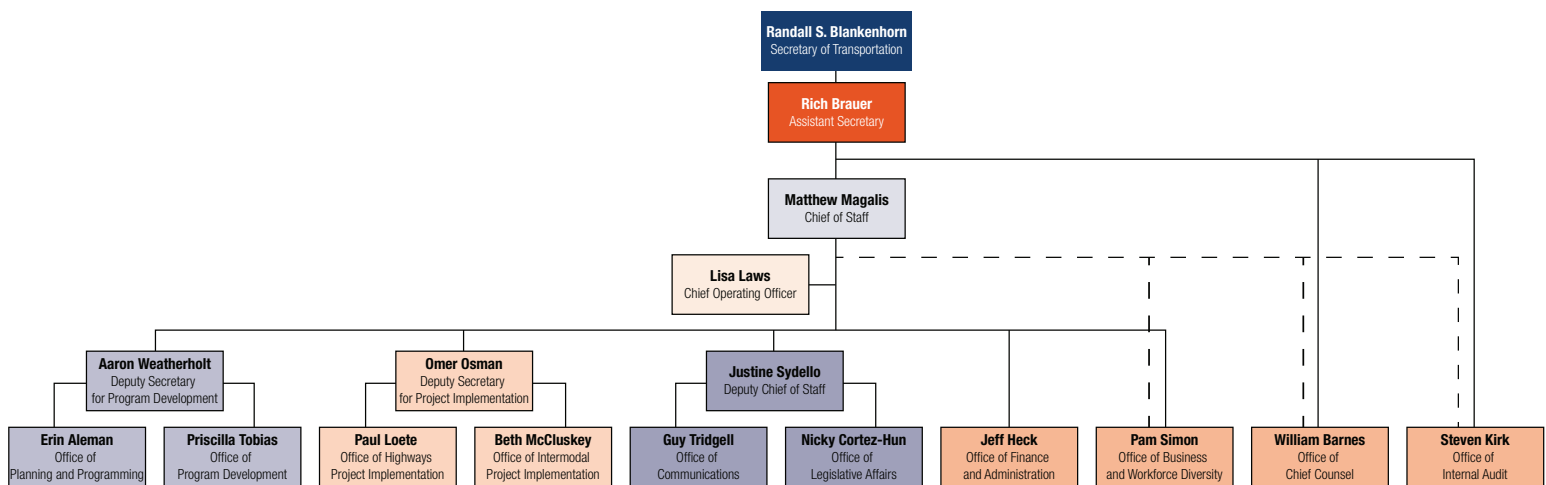 Randall S. Blankenhorn
Secretary of Transportation
Rich Brauer
Assistant Secretary
Matthew Magalis
Chief of Staff
Lisa Laws
Chief Operating Officer
Aaron Weatherholt
Deputy Secretary
for Program Development
Omer Osman
Deputy Secretary
for Project Implementation
Justine Sydello
Deputy Chief of Staff
Erin Aleman
Office of
Planning and Programming
Priscilla Tobias
Office of
Program Development
Paul Loete
Office of Highways
Project Implementation
Beth McCluskey
Office of Intermodal
Project Implementation
Guy Tridgell
Office of
Communications
Nicky Cortez-Hun
Office of
Legislative Affairs
Jeff Heck
Office of Finance
and Administration
Pam Simon
Office of Business
and Workforce Diversity
William Barnes
Office of
Chief Counsel
Steven Kirk
Office of
Internal Audit